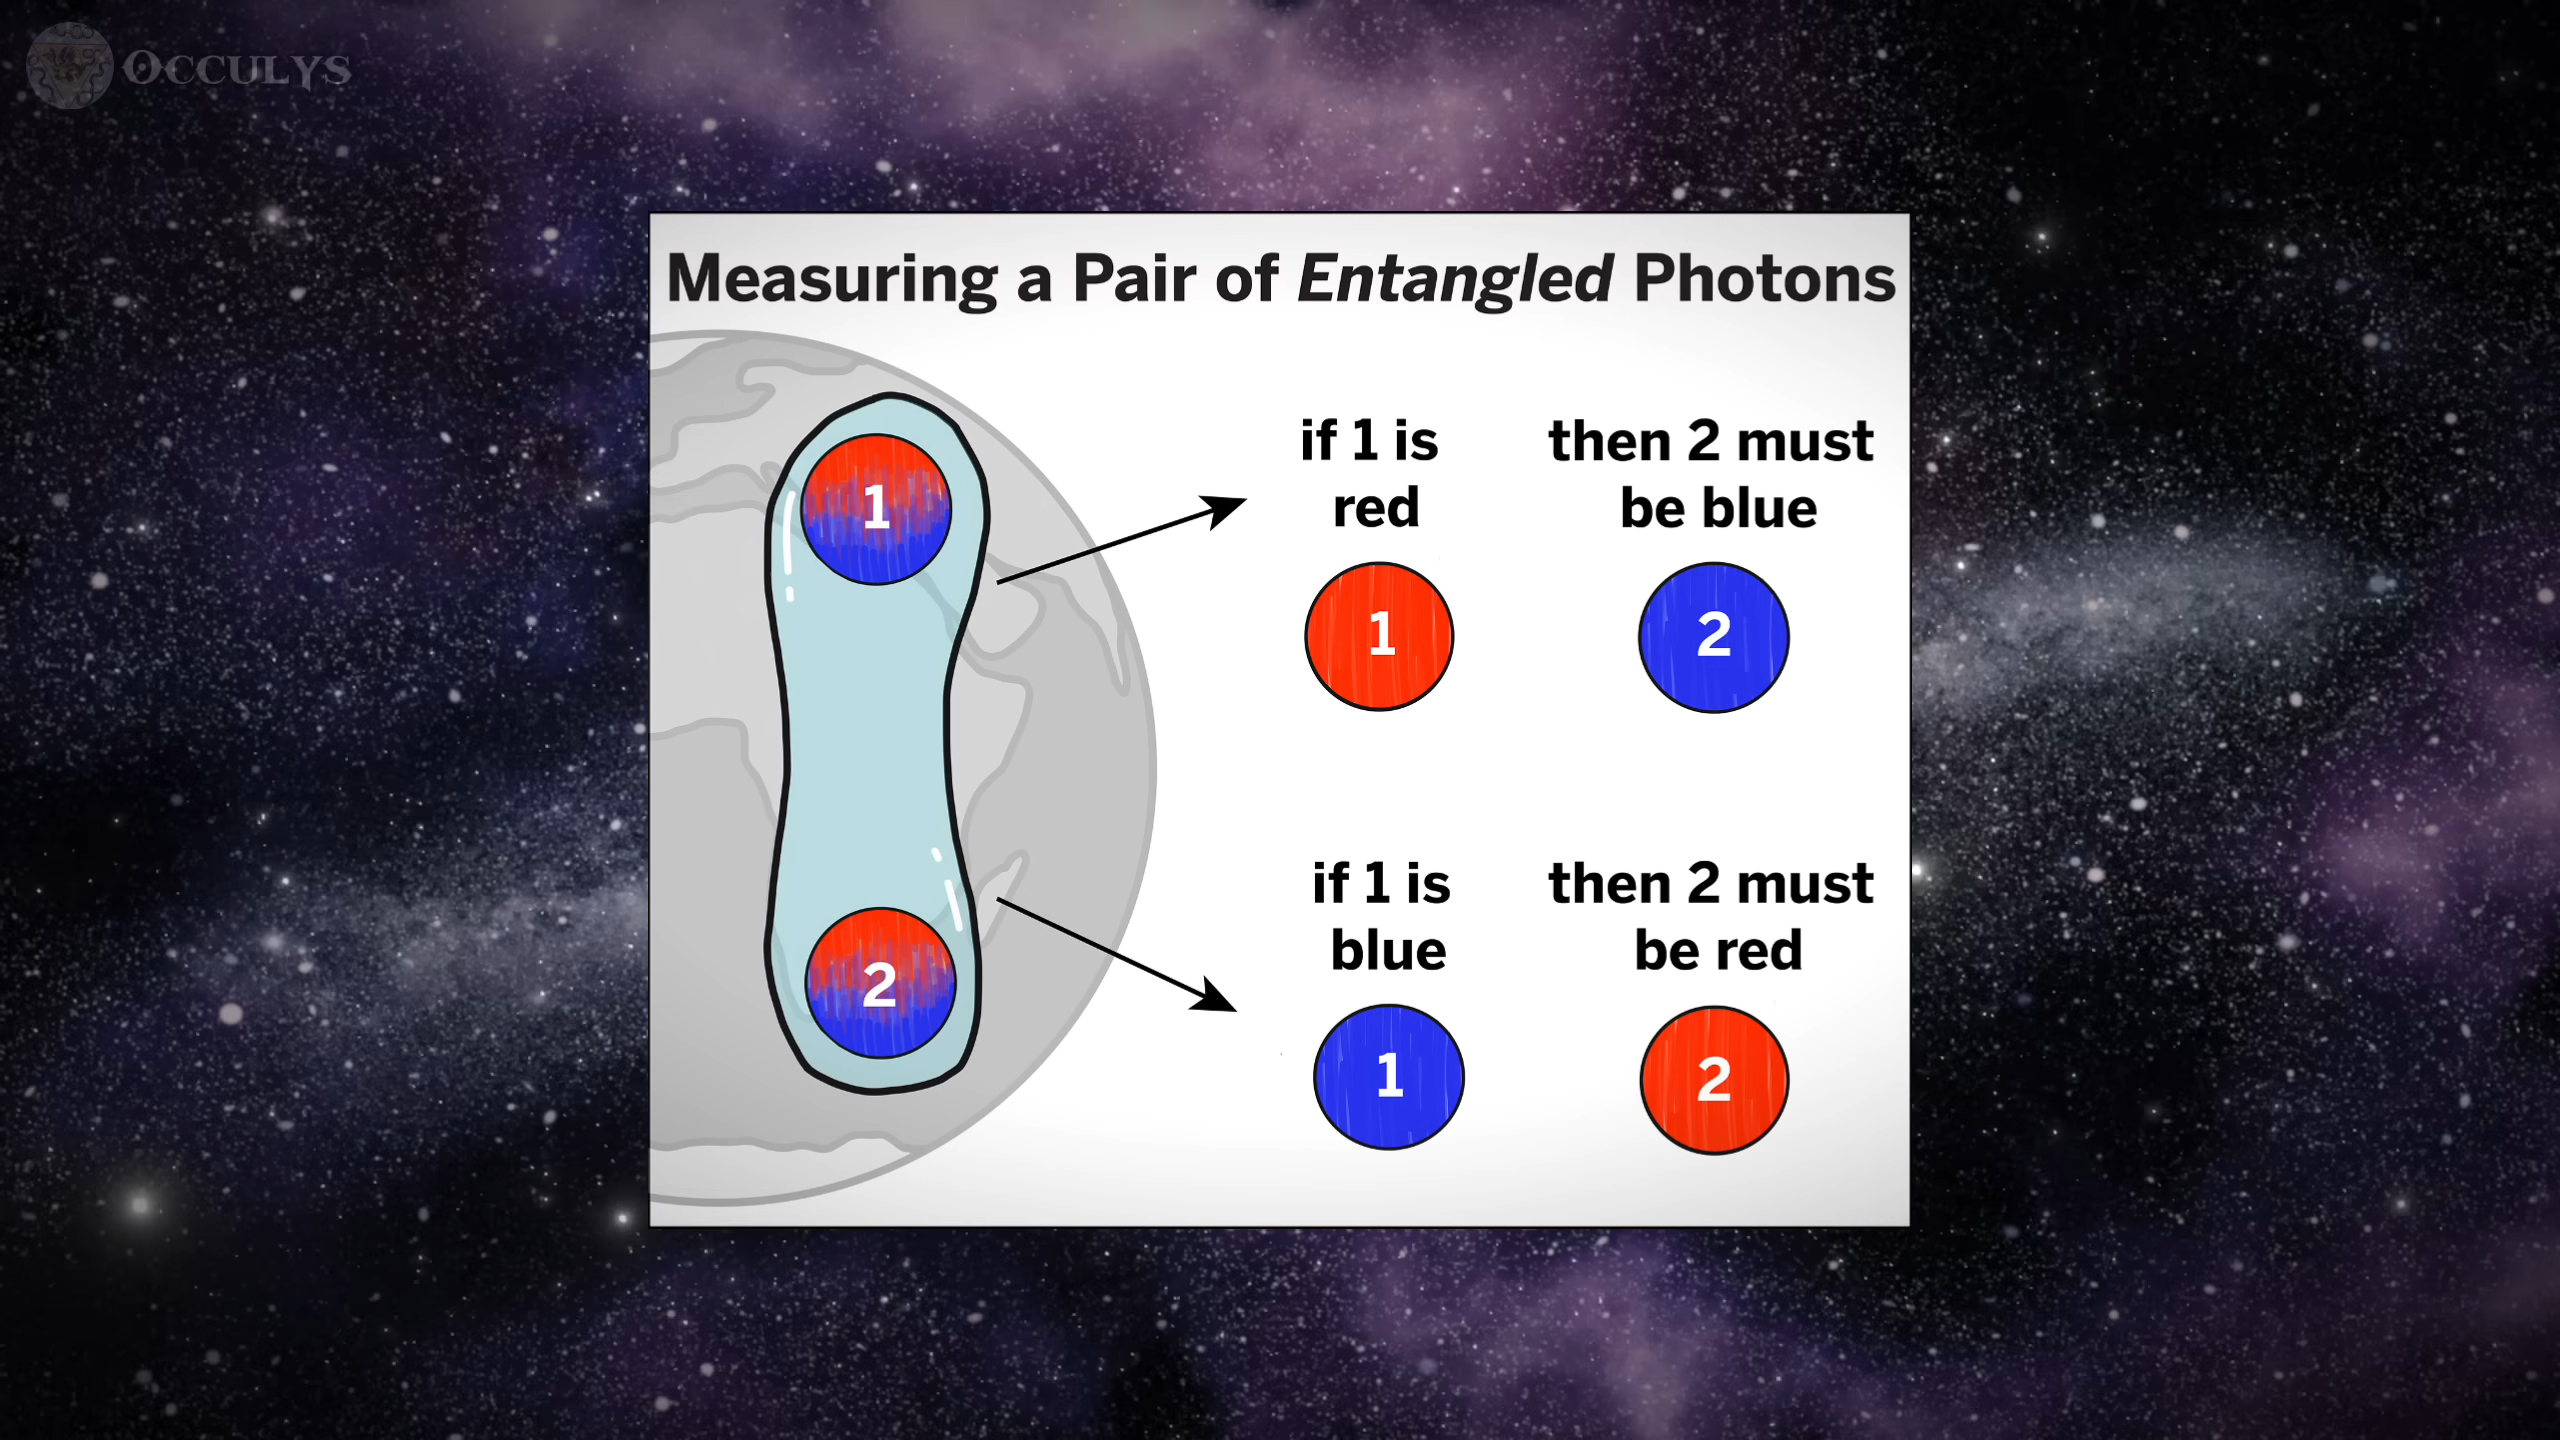 OCCULYS
Measuring a Pair of Entangled Photons
1
if 1 is
red
then 2 must
be blue
1
2
2
if 1 is
blue
then 2 must
be red
1
2